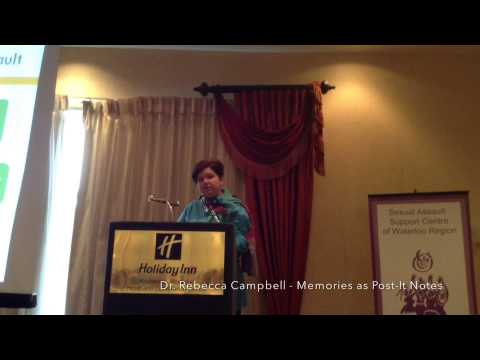 ault
Sexual Assault
Support Centre
of Waterloo Region
H
Holiday Inn
Dr. Rebecca Campbell - Memories as Post-It Notes